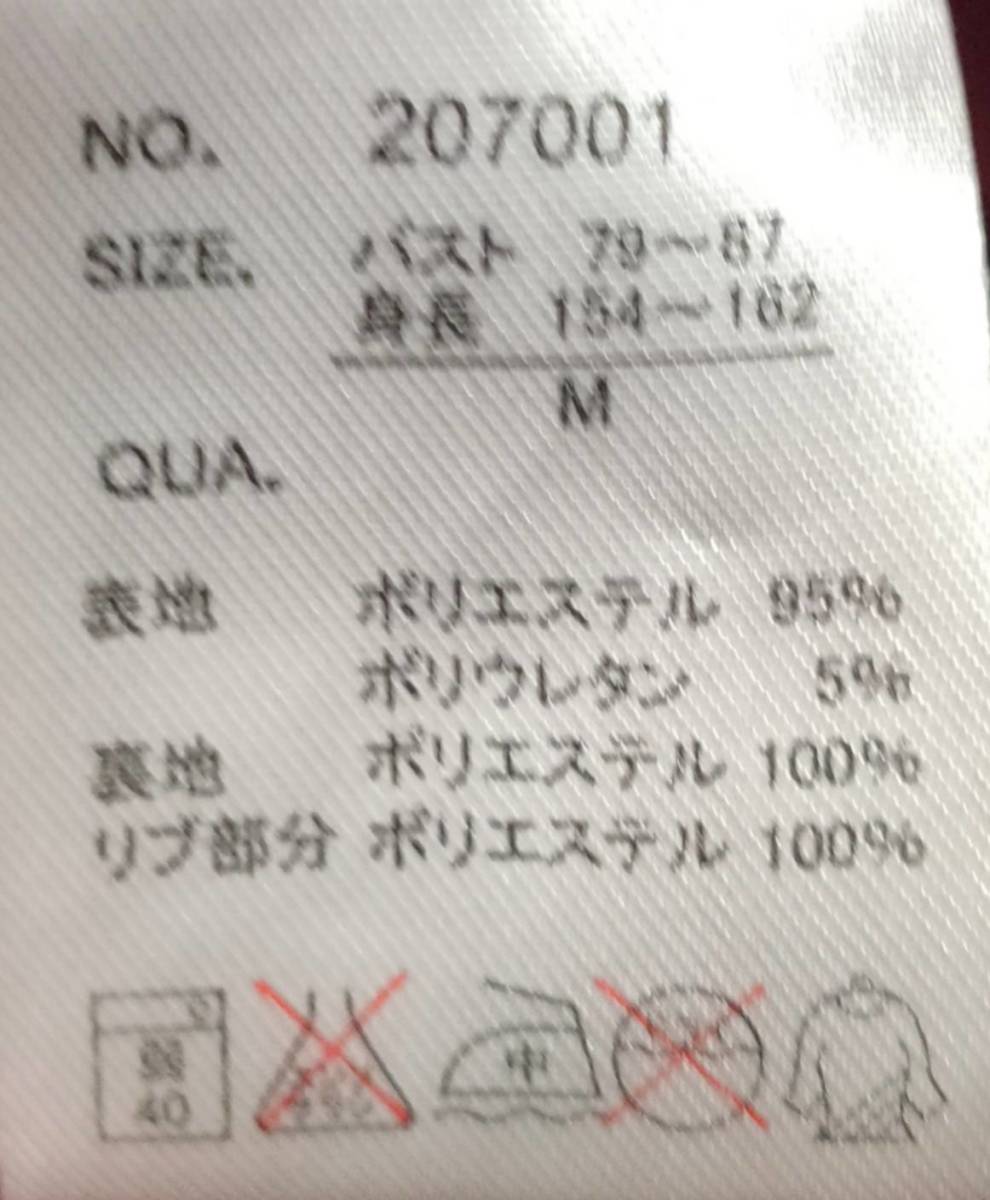 NO. 207001
SIZE. バスト 79〜87
身長 154〜162
M
QUA.
表地 ポリエステル 95%
ポリウレタン 5%
裏地 ポリエステル 100%
リブ部分 ポリエステル 100%
弱 中
40